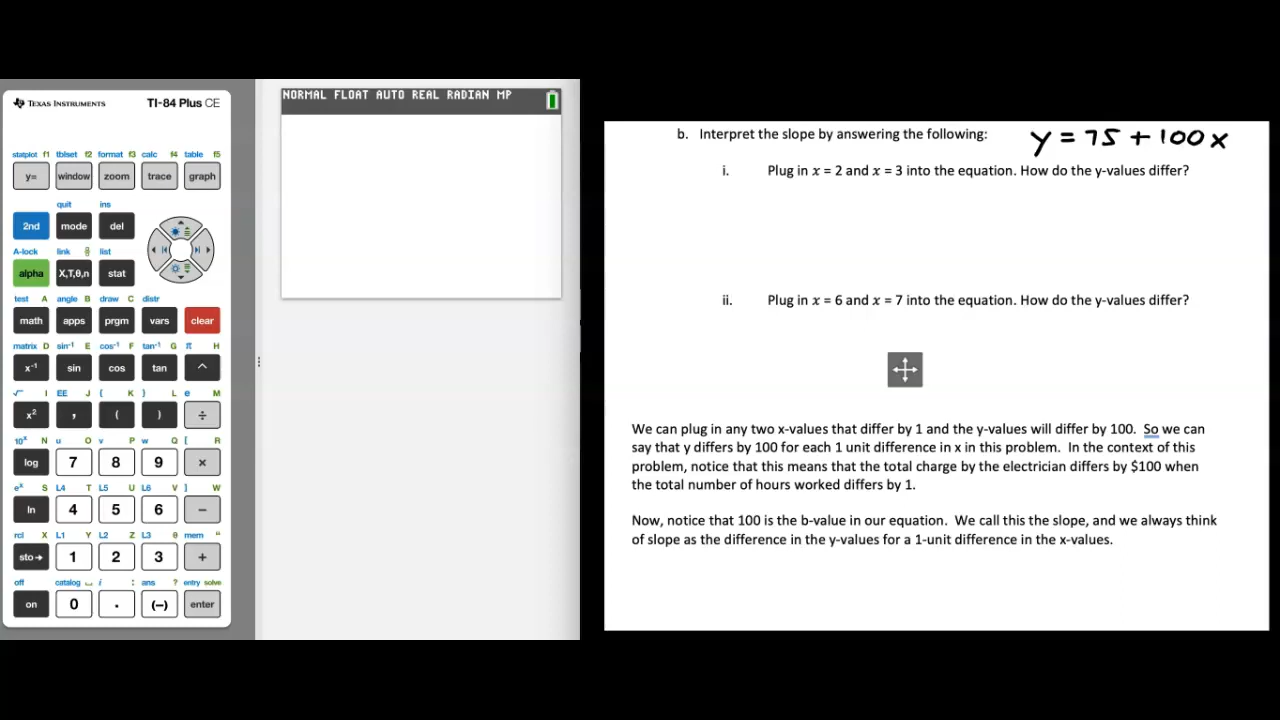 TEXAS INSTRUMENTS TI-84 Plus CE
statplot f1 tblset f2 format f3 calc f4 table f5
y= window zoom trace graph
quit ins
2nd mode del
A-lock link list
alpha X,T,θ,n stat
test A angle B draw C distr
math apps prgm vars clear
matrix D sin⁻¹ E cos⁻¹ F tan⁻¹ G π H
x⁻¹ sin cos tan ^
√ I EE J { K } L e M
x² , ( ) ÷
10ˣ N u O v P w Q [ R
log 7 8 9 ×
eˣ S L4 T L5 U L6 V ] W
ln 4 5 6 −
rcl X L1 Y L2 Z L3 θ mem "
sto→ 1 2 3 +
off catalog i : ans ? entry solve
on 0 . (−) enter
NORMAL FLOAT AUTO REAL RADIAN MP
b. Interpret the slope by answering the following: y = 75 + 100x
i. Plug in x = 2 and x = 3 into the equation. How do the y-values differ?
ii. Plug in x = 6 and x = 7 into the equation. How do the y-values differ?
We can plug in any two x-values that differ by 1 and the y-values will differ by 100. So we can
say that y differs by 100 for each 1 unit difference in x in this problem. In the context of this
problem, notice that this means that the total charge by the electrician differs by $100 when
the total number of hours worked differs by 1.
Now, notice that 100 is the b-value in our equation. We call this the slope, and we always think
of slope as the difference in the y-values for a 1-unit difference in the x-values.